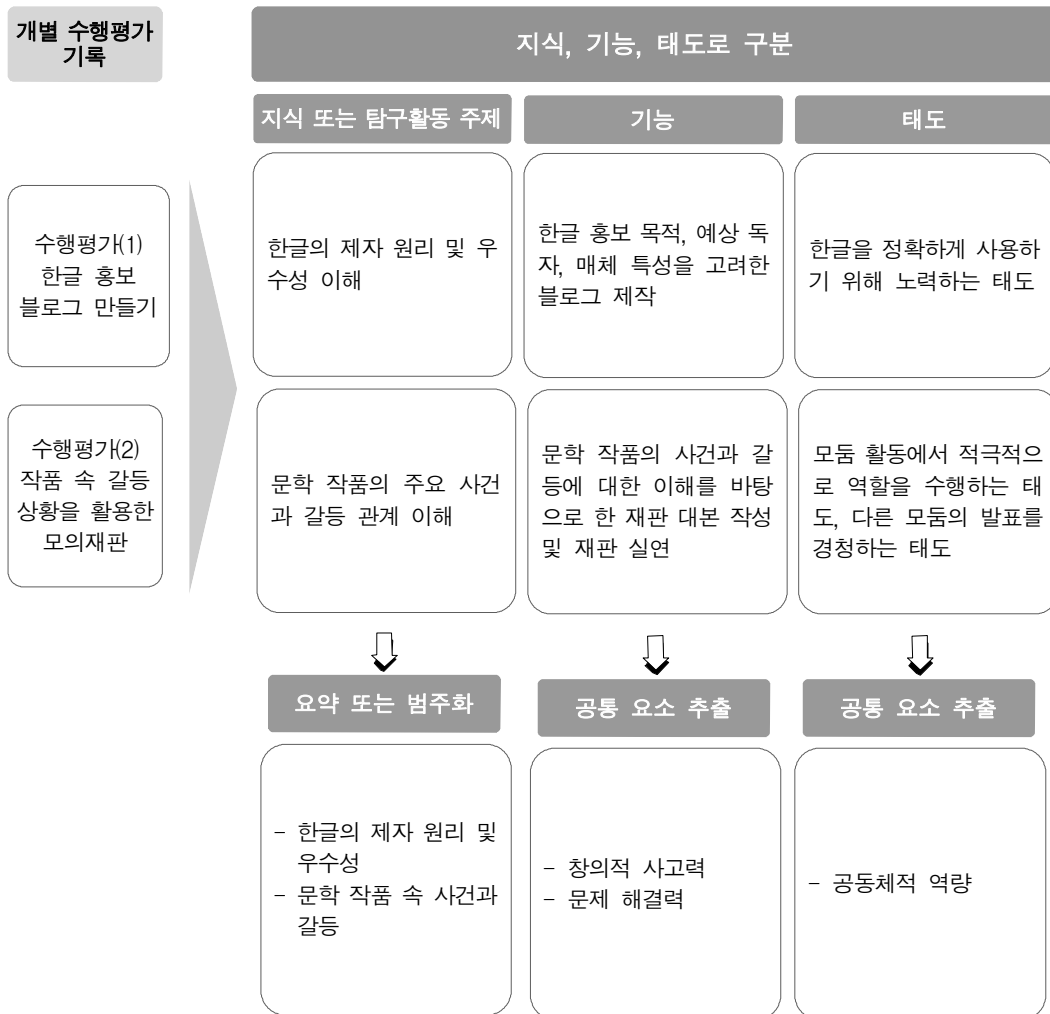 개별 수행평가
기록
지식, 기능, 태도로 구분
지식 또는 탐구활동 주제
기능
태도
수행평가(1)
한글 홍보
블로그 만들기
한글의 제자 원리 및 우
수성 이해
한글 홍보 목적, 예상 독
자, 매체 특성을 고려한
블로그 제작
한글을 정확하게 사용하
기 위해 노력하는 태도
수행평가(2)
작품 속 갈등
상황을 활용한
모의재판
문학 작품의 주요 사건
과 갈등 관계 이해
문학 작품의 사건과 갈
등에 대한 이해를 바탕
으로 한 재판 대본 작성
및 재판 실연
모둠 활동에서 적극적으
로 역할을 수행하는 태
도, 다른 모둠의 발표를
경청하는 태도
요약 또는 범주화
공통 요소 추출
공통 요소 추출
- 한글의 제자 원리 및
우수성
- 문학 작품 속 사건과
갈등
- 창의적 사고력
- 문제 해결력
- 공동체적 역량